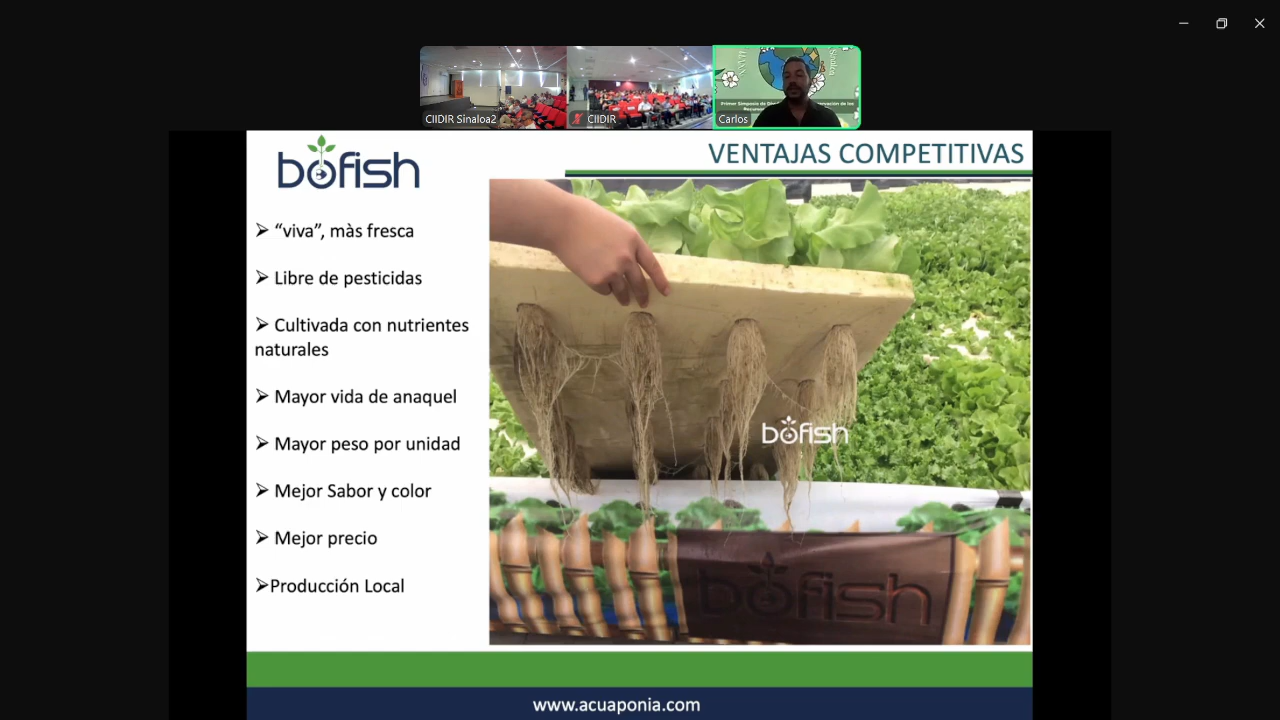 CIIDIR Sinaloa2
CIIDIR
Sinaloa
Carlos
bofish
VENTAJAS COMPETITIVAS
➢ “viva”, màs fresca
➢ Libre de pesticidas
➢ Cultivada con nutrientes
naturales
➢ Mayor vida de anaquel
➢ Mayor peso por unidad
➢ Mejor Sabor y color
➢ Mejor precio
➢Producción Local
bofish
bofish
www.acuaponia.com